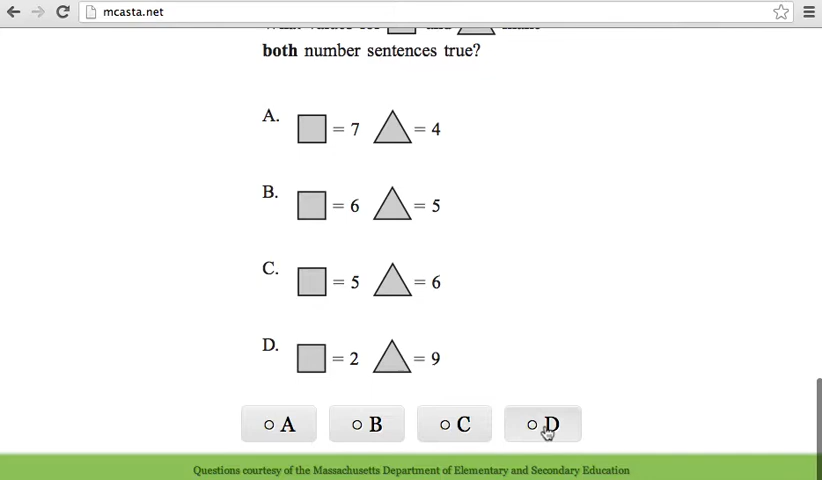 mcasta.net
both number sentences true?
A. = 7 = 4
B. = 6 = 5
C. = 5 = 6
D. = 2 = 9
A B C D
Questions courtesy of the Massachusetts Department of Elementary and Secondary Education